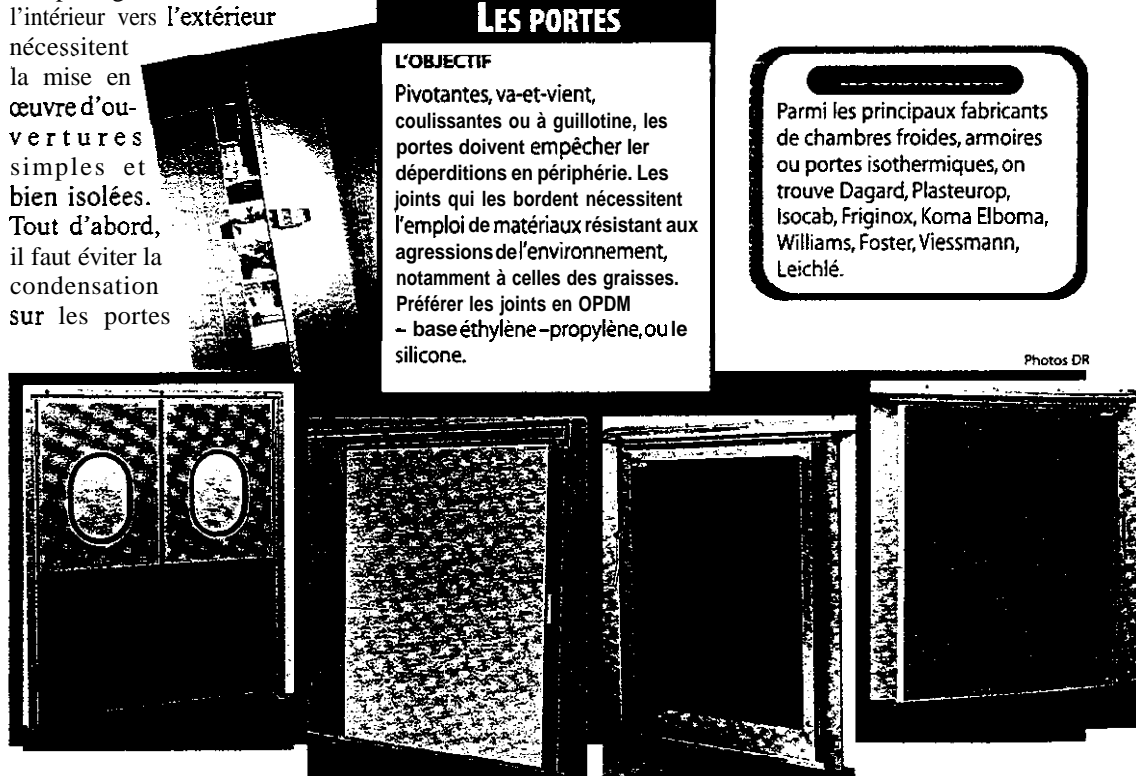 l'intérieur vers l'extérieur
nécessitent
la mise en
œuvre d'ou-
vertures
simples et
bien isolées.
Tout d'abord,
il faut éviter la
condensation
sur les portes
LES PORTES
L'OBJECTIF
Pivotantes, va-et-vient,
coulissantes ou à guillotine, les
portes doivent empêcher ler
déperditions en périphérie. Les
joints qui les bordent nécessitent
l'emploi de matériaux résistant aux
agressions de l'environnement,
notamment à celles des graisses.
Préférer les joints en OPDM
– base éthylène –propylène, ou le
silicone.
Parmi les principaux fabricants
de chambres froides, armoires
ou portes isothermiques, on
trouve Dagard, Plasteurop,
Isocab, Friginox, Koma Elboma,
Williams, Foster, Viessmann,
Leichlé.
Photos DR